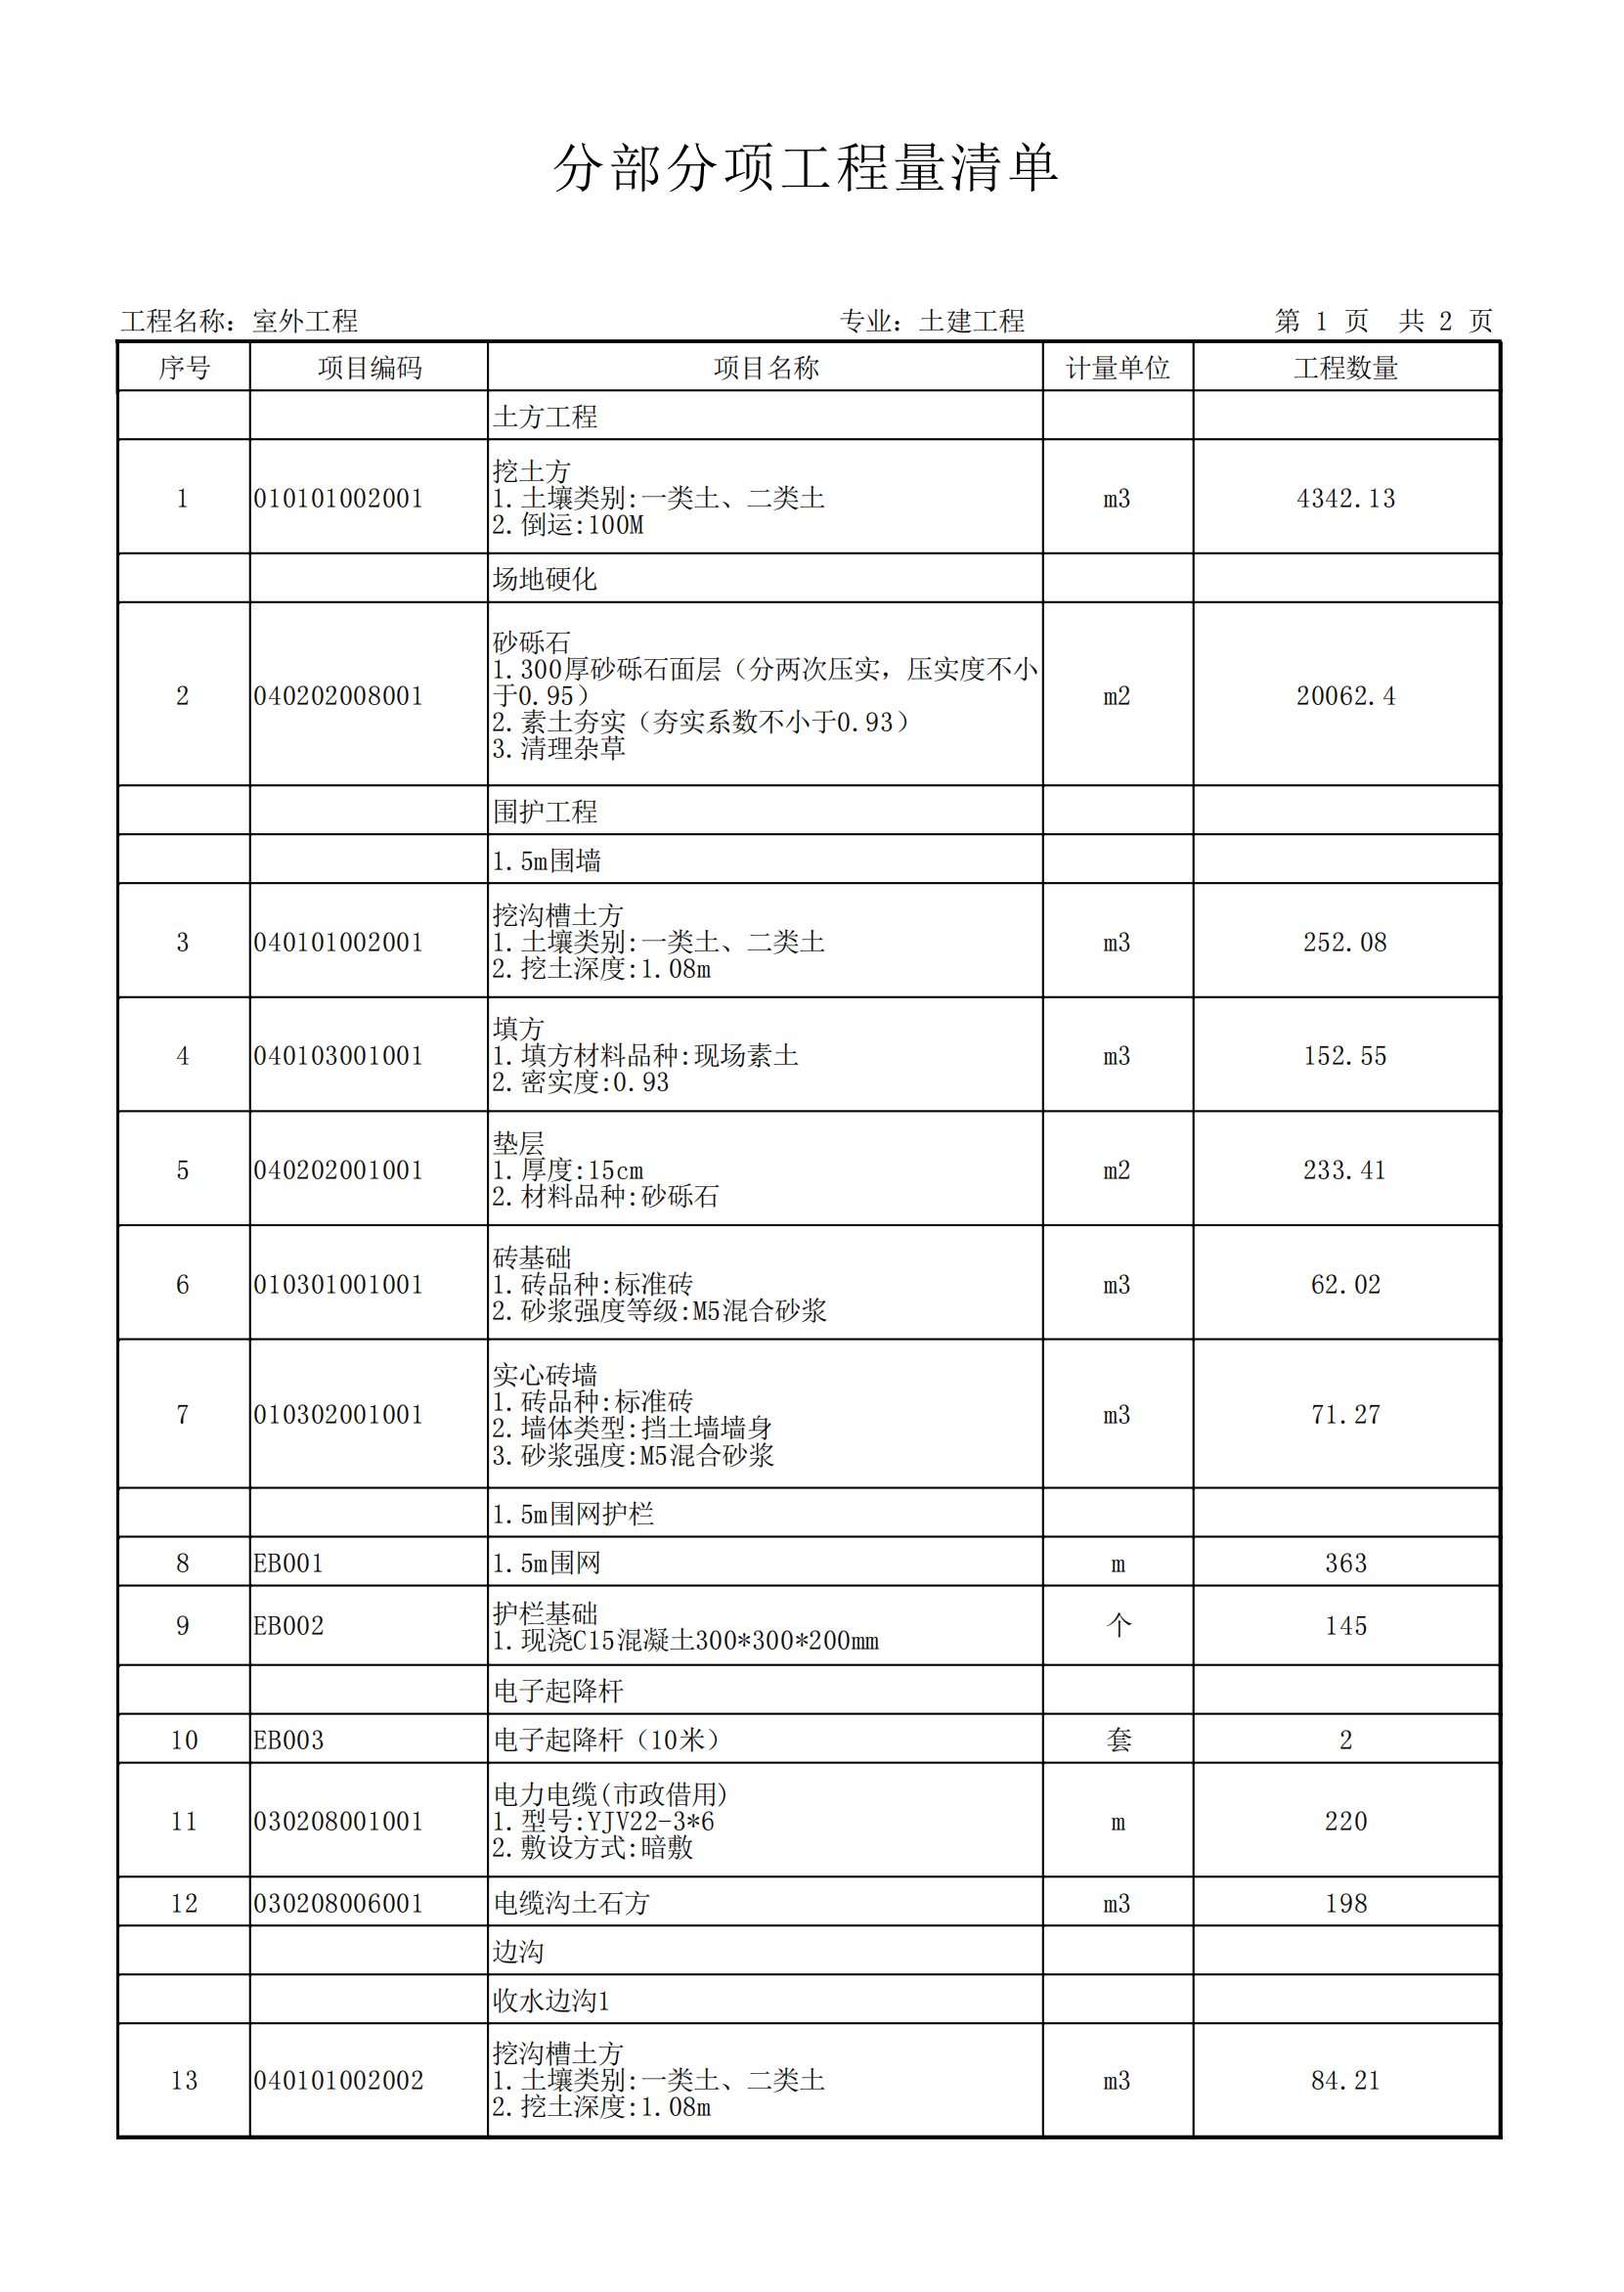 分部分项工程量清单
工程名称：室外工程 专业：土建工程 第 1 页 共 2 页
序号 项目编码 项目名称 计量单位 工程数量
土方工程
1 010101002001 挖土方
1.土壤类别:一类土、二类土
2.倒运:100M m3 4342.13
场地硬化
2 040202008001 砂砾石
1.300厚砂砾石面层（分两次压实，压实度不小
于0.95）
2.素土夯实（夯实系数不小于0.93）
3.清理杂草 m2 20062.4
围护工程
1.5m围墙
3 040101002001 挖沟槽土方
1.土壤类别:一类土、二类土
2.挖土深度:1.08m m3 252.08
4 040103001001 填方
1.填方材料品种:现场素土
2.密实度:0.93 m3 152.55
5 040202001001 垫层
1.厚度:15cm
2.材料品种:砂砾石 m2 233.41
6 010301001001 砖基础
1.砖品种:标准砖
2.砂浆强度等级:M5混合砂浆 m3 62.02
7 010302001001 实心砖墙
1.砖品种:标准砖
2.墙体类型:挡土墙墙身
3.砂浆强度:M5混合砂浆 m3 71.27
1.5m围网护栏
8 EB001 1.5m围网 m 363
9 EB002 护栏基础
1.现浇C15混凝土300*300*200mm 个 145
电子起降杆
10 EB003 电子起降杆（10米） 套 2
11 030208001001 电力电缆(市政借用)
1.型号:YJV22-3*6
2.敷设方式:暗敷 m 220
12 030208006001 电缆沟土石方 m3 198
边沟
收水边沟1
13 040101002002 挖沟槽土方
1.土壤类别:一类土、二类土
2.挖土深度:1.08m m3 84.21